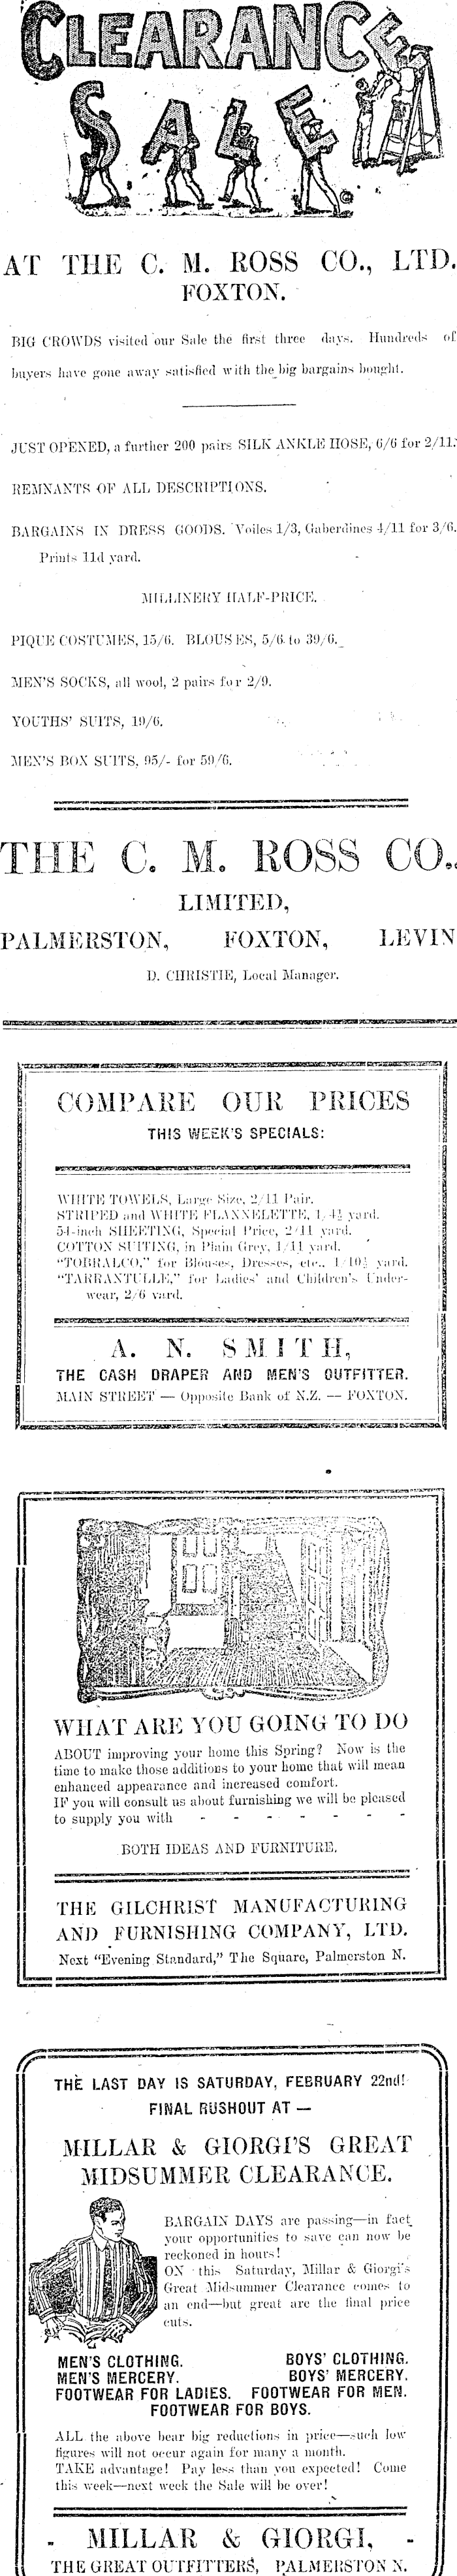 CLEARANCE
SALE
AT THE C. M. ROSS CO., LTD.
FOXTON.
BIG CROWDS visited our Sale the first three days. Hundreds of
buyers have gone away satisfied with the big bargains bought.
JUST OPENED, a further 200 pairs SILK ANKLE HOSE, 6/6 for 2/11.
REMNANTS OF ALL DESCRIPTIONS.
BARGAINS IN DRESS GOODS. Voiles 1/3, Gaberdines 4/11 for 3/6.
Prints 11d yard.
MILLINERY HALF-PRICE.
PIQUE COSTUMES, 15/6. BLOUSES, 5/6 to 39/6.
MEN'S SOCKS, all wool, 2 pairs for 2/9.
YOUTHS' SUITS, 19/6.
MEN'S BOX SUITS, 95/- for 59/6.
THE C. M. ROSS CO.,
LIMITED,
PALMERSTON, FOXTON, LEVIN
D. CHRISTIE, Local Manager.
COMPARE OUR PRICES
THIS WEEK'S SPECIALS:
WHITE TOWELS, Large Size, 2/11 Pair.
STRIPED and WHITE FLANNELETTE, 1/4½ yard.
54-inch SHEETING, Special Price, 2/11 yard.
COTTON SUITING, in Plain Grey, 1/11 yard.
"TOBRALCO," for Blouses, Dresses, etc., 1/10½ yard.
"TARRANTULLE," for Ladies' and Children's Under-
wear, 2/6 yard.
A. N. SMITH,
THE CASH DRAPER AND MEN'S OUTFITTER.
MAIN STREET — Opposite Bank of N.Z. — FOXTON.
WHAT ARE YOU GOING TO DO
ABOUT improving your home this Spring? Now is the
time to make those additions to your home that will mean
enhanced appearance and increased comfort.
IF you will consult us about furnishing we will be pleased
to supply you with - - - - - - -
BOTH IDEAS AND FURNITURE.
THE GILCHRIST MANUFACTURING
AND FURNISHING COMPANY, LTD.
Next "Evening Standard," The Square, Palmerston N.
THE LAST DAY IS SATURDAY, FEBRUARY 22nd!
FINAL RUSHOUT AT —
MILLAR & GIORGI'S GREAT
MIDSUMMER CLEARANCE.
BARGAIN DAYS are passing—in fact
your opportunities to save can now be
reckoned in hours!
ON this Saturday, Millar & Giorgi's
Great Midsummer Clearance comes to
an end—but great are the final price
cuts.
MEN'S CLOTHING. BOYS' CLOTHING.
MEN'S MERCERY. BOYS' MERCERY.
FOOTWEAR FOR LADIES. FOOTWEAR FOR MEN.
FOOTWEAR FOR BOYS.
ALL the above bear big reductions in price—such low
figures will not occur again for many a month.
TAKE advantage! Pay less than you expected! Come
this week—next week the Sale will be over!
- MILLAR & GIORGI, -
THE GREAT OUTFITTERS, PALMERSTON N.